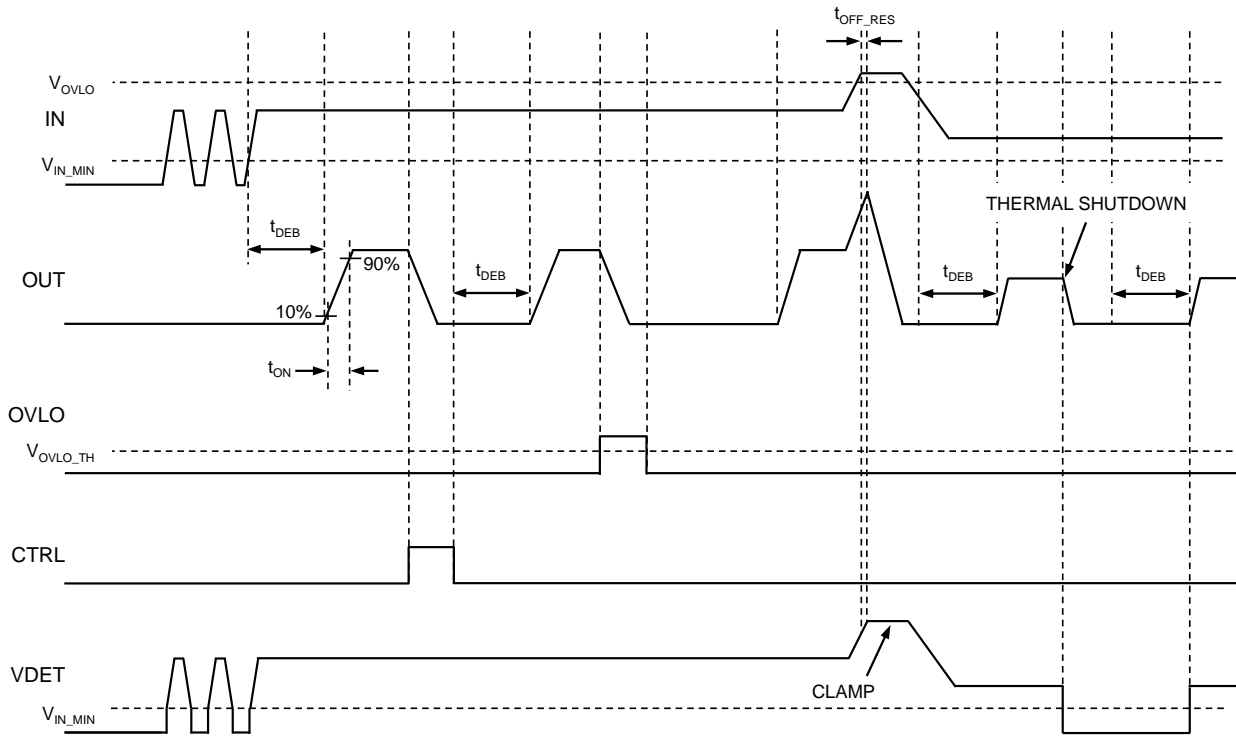 tOFF_RES
VOVLO
IN
VIN_MIN
THERMAL SHUTDOWN
tDEB
tDEB
tDEB
tDEB
90%
OUT
10%
tON
OVLO
VOVLO_TH
CTRL
VDET
CLAMP
VIN_MIN